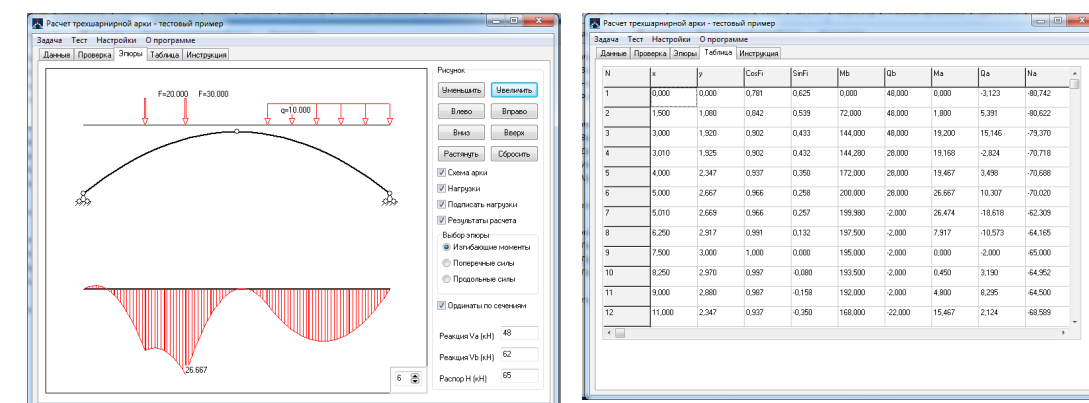 Расчет трехшарнирной арки - тестовый пример
Задача Тест Настройки О программе
Данные Проверка Эпюры Таблица Инструкция
F=20.000 F=30.000
q=10.000
26.667
6
Рисунок
Уменьшить Увеличить
Влево Вправо
Вниз Вверх
Растянуть Сбросить
Схема арки
Нагрузки
Подписать нагрузки
Результаты расчета
Выбор эпюры
Изгибающие моменты
Поперечные силы
Продольные силы
Ординаты по сечениям
Реакция Va (кН) 48
Реакция Vb (кН) 62
Распор H (кН) 65
Расчет трехшарнирной арки - тестовый пример
Задача Тест Настройки О программе
Данные Проверка Эпюры Таблица Инструкция
N x y CosFi SinFi Mb Qb Ma Qa Na
1 0,000 0,000 0,781 0,625 0,000 48,000 0,000 -3,123 -80,742
2 1,500 1,080 0,842 0,539 72,000 48,000 1,800 5,391 -80,622
3 3,000 1,920 0,902 0,433 144,000 48,000 19,200 15,146 -79,370
4 3,010 1,925 0,902 0,432 144,280 28,000 19,168 -2,824 -70,718
5 4,000 2,347 0,937 0,350 172,000 28,000 19,467 3,498 -70,688
6 5,000 2,667 0,966 0,258 200,000 28,000 26,667 10,307 -70,020
7 5,010 2,669 0,966 0,257 199,980 -2,000 26,474 -18,618 -62,309
8 6,250 2,917 0,991 0,132 197,500 -2,000 7,917 -10,573 -64,165
9 7,500 3,000 1,000 0,000 195,000 -2,000 0,000 -2,000 -65,000
10 8,250 2,970 0,997 -0,080 193,500 -2,000 0,450 3,190 -64,952
11 9,000 2,880 0,987 -0,158 192,000 -2,000 4,800 8,295 -64,500
12 11,000 2,347 0,937 -0,350 168,000 -22,000 15,467 2,124 -68,589